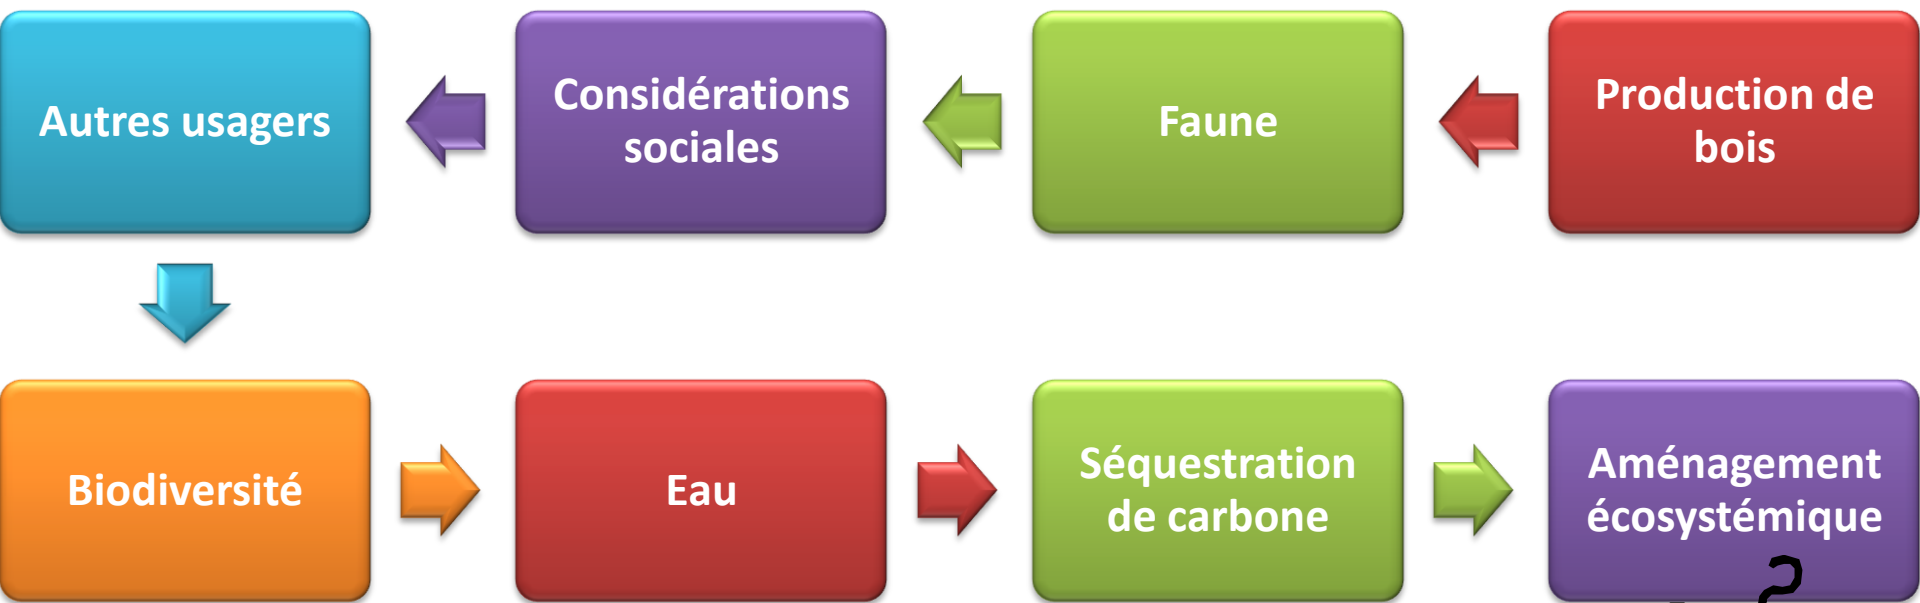 Autres usagers
Considérations
sociales
Faune
Production de
bois
Biodiversité
Eau
Séquestration
de carbone
Aménagement
écosystémique